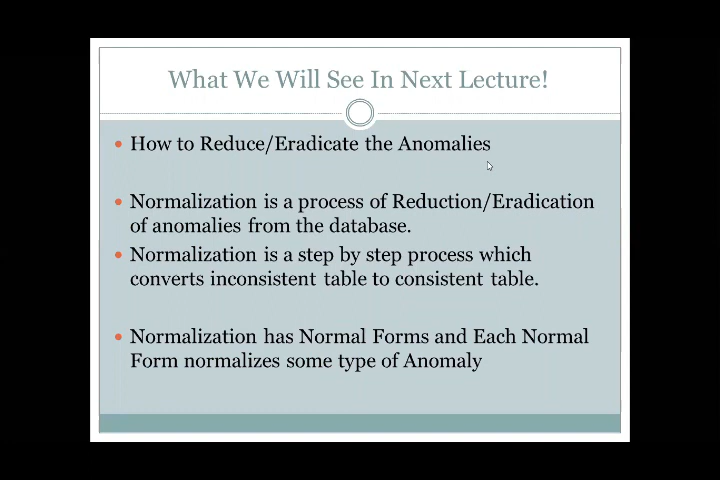 What We Will See In Next Lecture!
How to Reduce/Eradicate the Anomalies
Normalization is a process of Reduction/Eradication
of anomalies from the database.
Normalization is a step by step process which
converts inconsistent table to consistent table.
Normalization has Normal Forms and Each Normal
Form normalizes some type of Anomaly